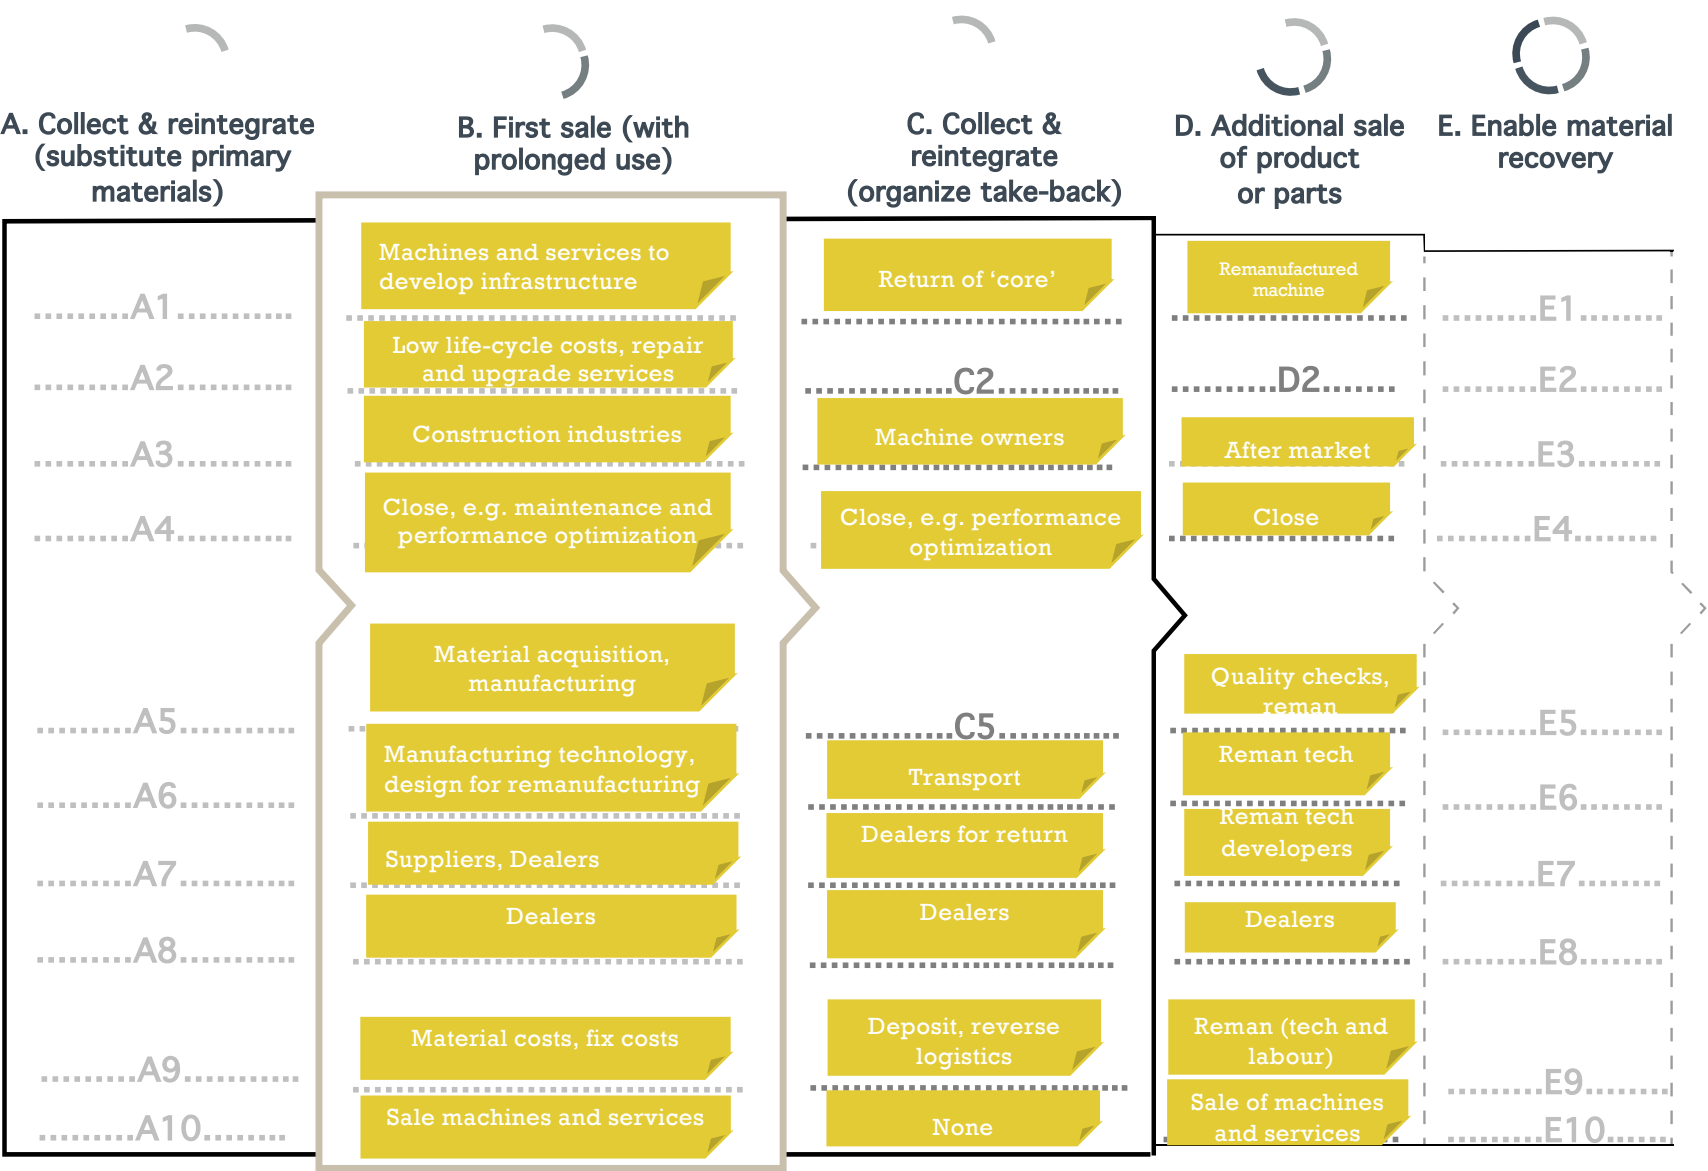 A. Collect & reintegrate
(substitute primary
materials)
A1
A2
A3
A4
A5
A6
A7
A8
A9
A10
B. First sale (with
prolonged use)
Machines and services to
develop infrastructure
Low life-cycle costs, repair
and upgrade services
Construction industries
Close, e.g. maintenance and
performance optimization
Material acquisition,
manufacturing
Manufacturing technology,
design for remanufacturing
Suppliers, Dealers
Dealers
Material costs, fix costs
Sale machines and services
C. Collect &
reintegrate
(organize take-back)
Return of ‘core’
C2
Machine owners
Close, e.g. performance
optimization
C5
Transport
Dealers for return
Dealers
Deposit, reverse
logistics
None
D. Additional sale
of product
or parts
Remanufactured
machine
D2
After market
Close
Quality checks,
reman
Reman tech
Reman tech
developers
Dealers
Reman (tech and
labour)
Sale of machines
and services
E. Enable material
recovery
E1
E2
E3
E4
E5
E6
E7
E8
E9
E10